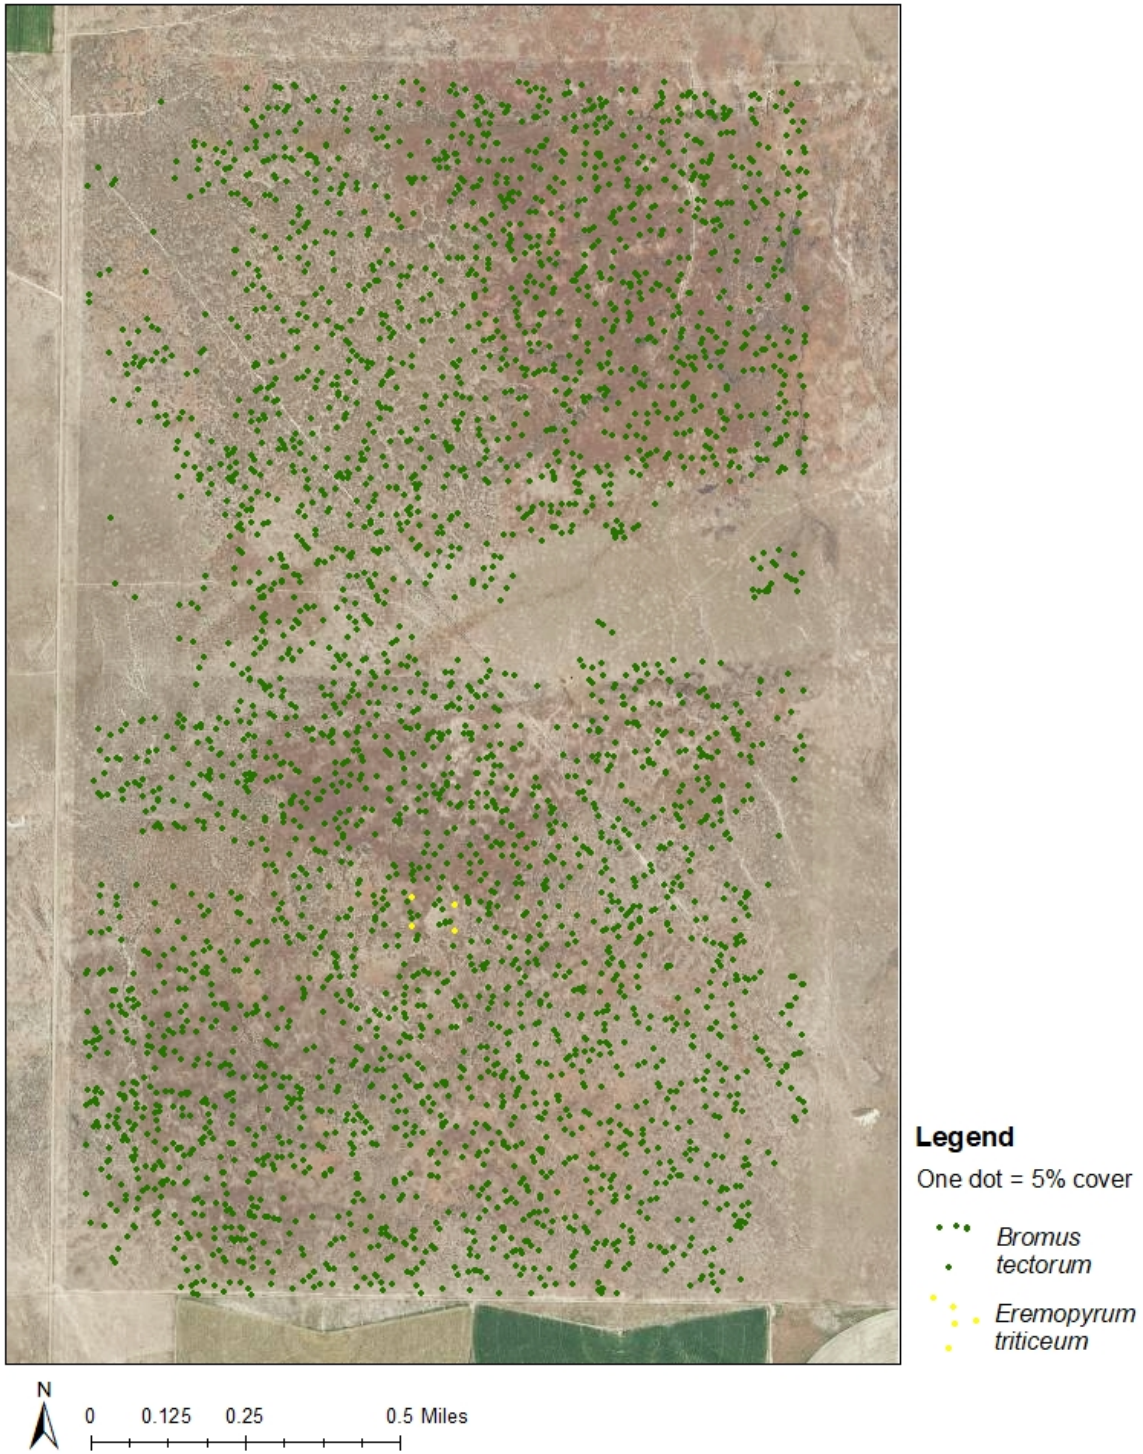 Legend
One dot = 5% cover
Bromus
tectorum
Eremopyrum
triticeum
N
0 0.125 0.25 0.5 Miles